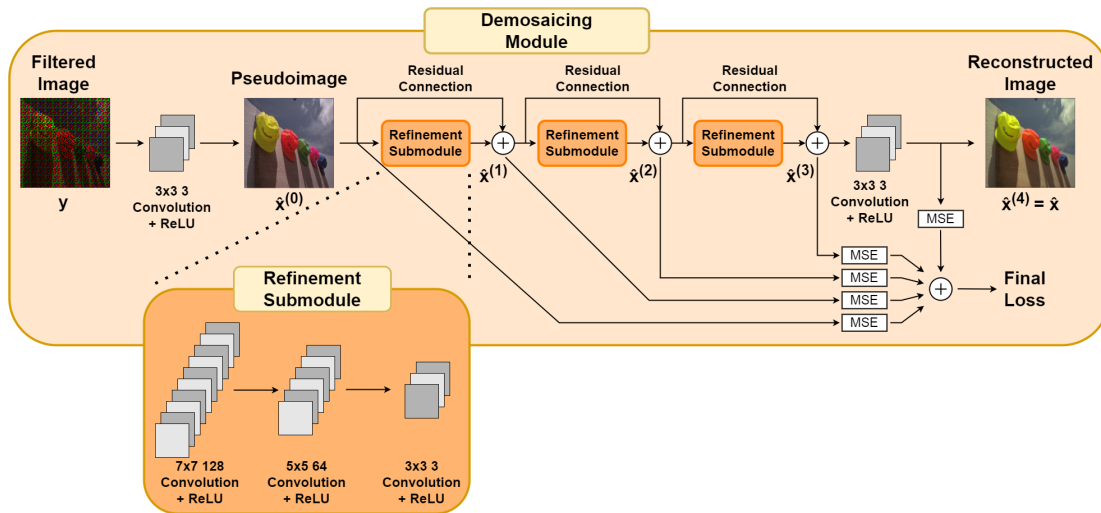 Demosaicing
Module
Filtered
Image
Pseudoimage
Residual
Connection
Residual
Connection
Residual
Connection
Reconstructed
Image
Refinement
Submodule
+
Refinement
Submodule
+
Refinement
Submodule
+
y
3x3 3
Convolution
+ ReLU
x̂(0)
x̂(1)
x̂(2)
x̂(3)
3x3 3
Convolution
+ ReLU
x̂(4) = x̂
MSE
MSE
MSE
MSE
MSE
+
Final
Loss
Refinement
Submodule
7x7 128
Convolution
+ ReLU
5x5 64
Convolution
+ ReLU
3x3 3
Convolution
+ ReLU